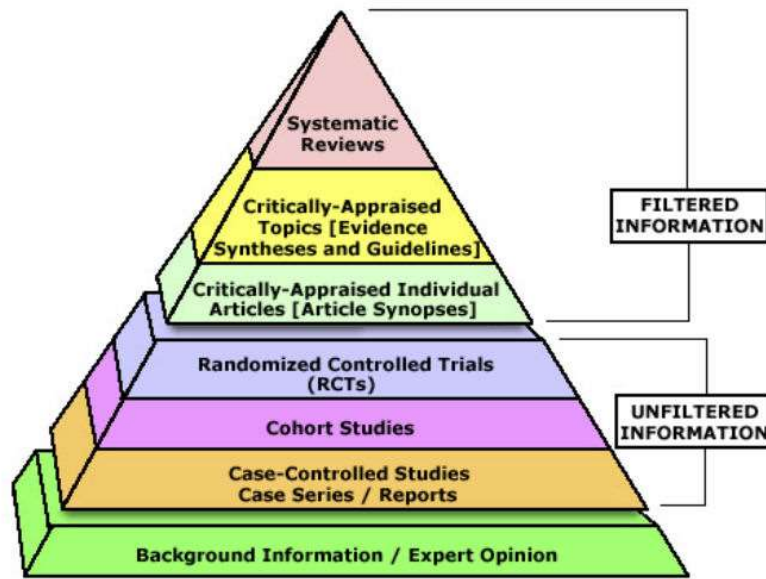 Systematic
Reviews
Critically-Appraised
Topics [Evidence
Syntheses and Guidelines]
FILTERED
INFORMATION
Critically-Appraised Individual
Articles [Article Synopses]
Randomized Controlled Trials
(RCTs)
UNFILTERED
INFORMATION
Cohort Studies
Case-Controlled Studies
Case Series / Reports
Background Information / Expert Opinion